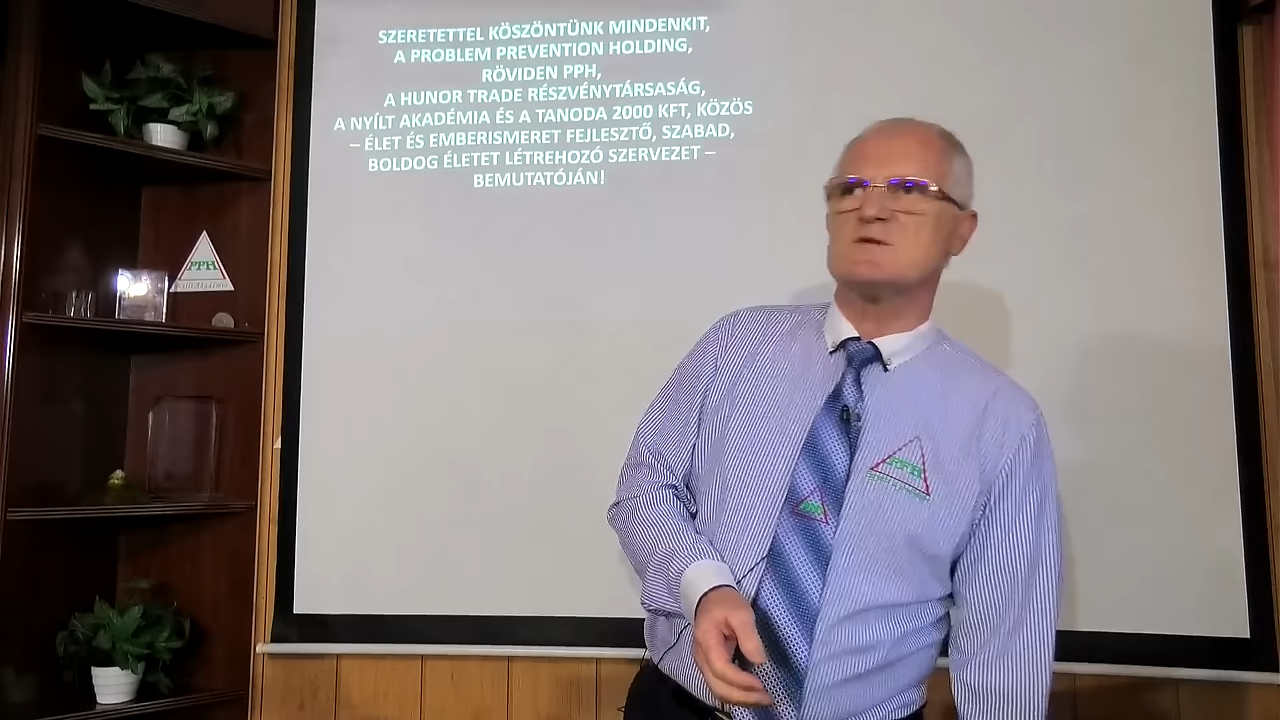 SZERETETTEL KÖSZÖNTÜNK MINDENKIT,
A PROBLEM PREVENTION HOLDING,
RÖVIDEN PPH,
A HUNOR TRADE RÉSZVÉNYTÁRSASÁG,
A NYÍLT AKADÉMIA ÉS A TANODA 2000 KFT, KÖZÖS
– ÉLET ÉS EMBERISMERET FEJLESZTŐ, SZABAD,
BOLDOG ÉLETET LÉTREHOZÓ SZERVEZET –
BEMUTATÓJÁN!
PPH
PPH
PPH